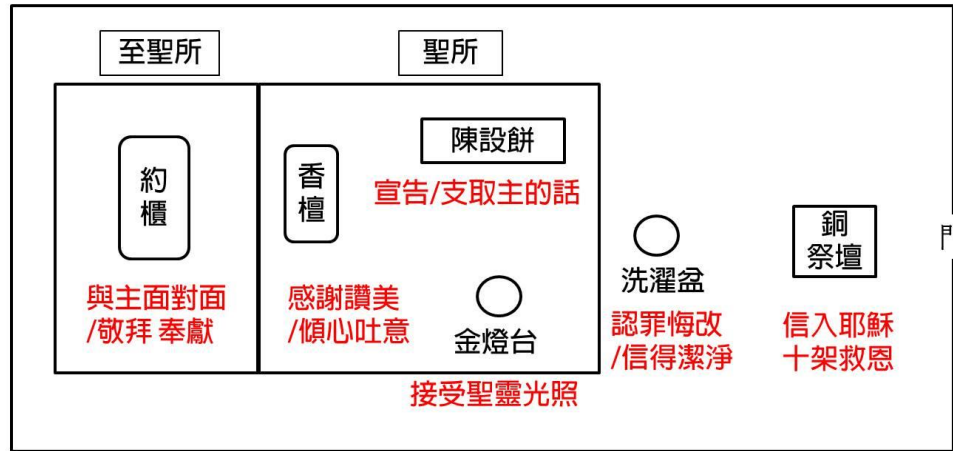 至聖所
聖所
約
櫃
與主面對面
/敬拜 奉獻
香
檀
感謝讚美
/傾心吐意
陳設餅
宣告/支取主的話
金燈台
接受聖靈光照
洗濯盆
認罪悔改
/信得潔淨
銅
祭壇
信入耶穌
十架救恩
門